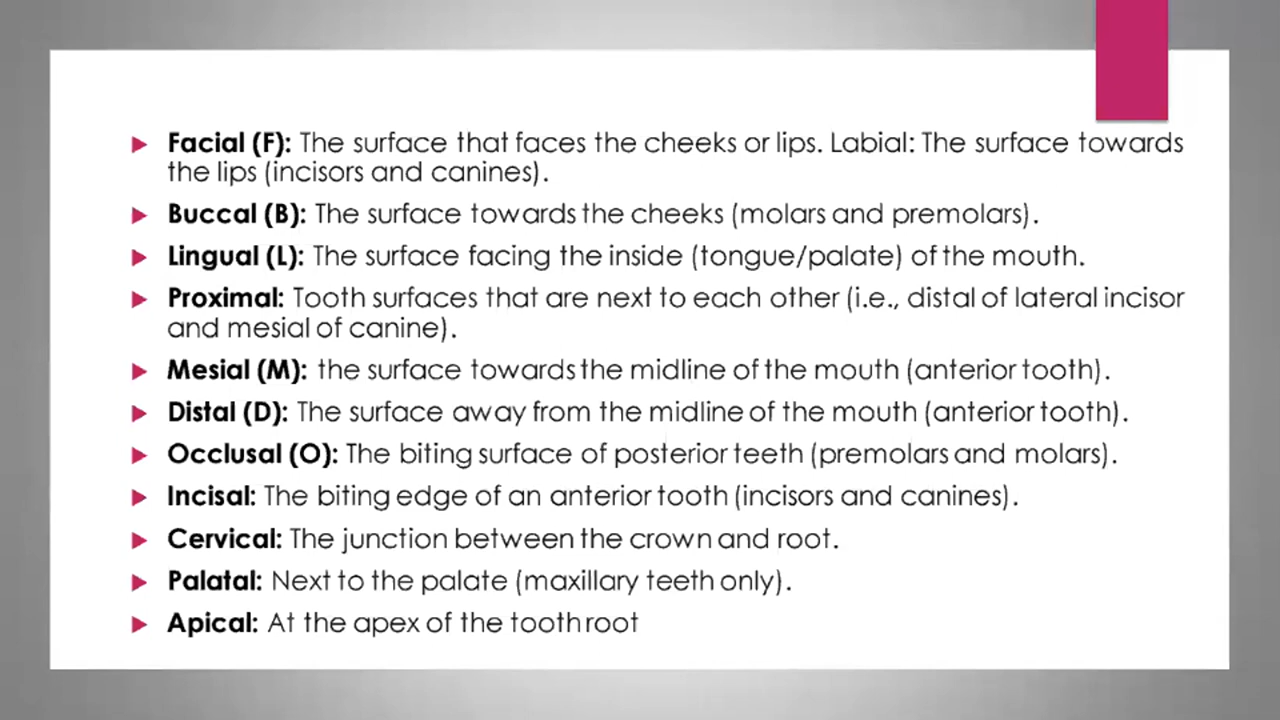 Facial (F): The surface that faces the cheeks or lips. Labial: The surface towards
the lips (incisors and canines).
Buccal (B): The surface towards the cheeks (molars and premolars).
Lingual (L): The surface facing the inside (tongue/palate) of the mouth.
Proximal: Tooth surfaces that are next to each other (i.e., distal of lateral incisor
and mesial of canine).
Mesial (M): the surface towards the midline of the mouth (anterior tooth).
Distal (D): The surface away from the midline of the mouth (anterior tooth).
Occlusal (O): The biting surface of posterior teeth (premolars and molars).
Incisal: The biting edge of an anterior tooth (incisors and canines).
Cervical: The junction between the crown and root.
Palatal: Next to the palate (maxillary teeth only).
Apical: At the apex of the tooth root